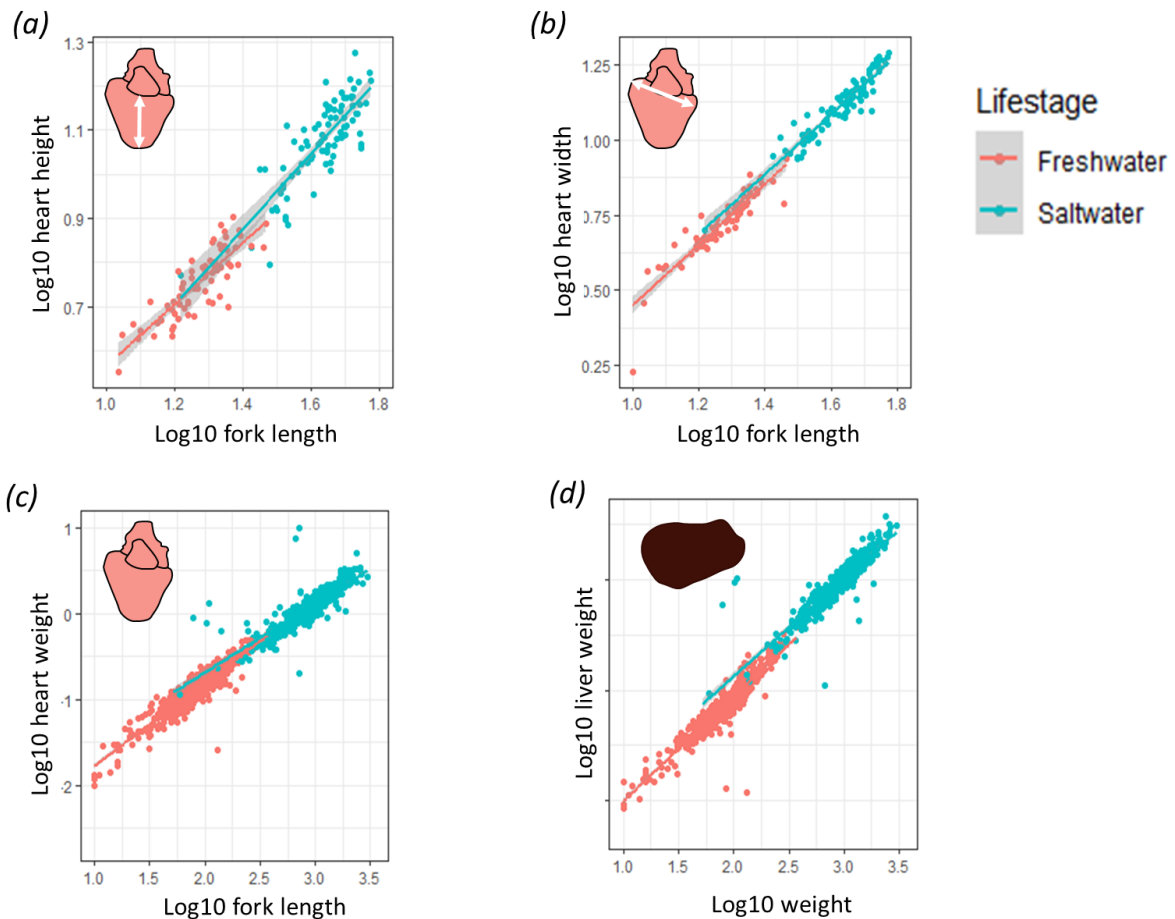 (a)
1.3
1.1
0.9
0.7
Log10 heart height
1.0 1.2 1.4 1.6 1.8
Log10 fork length
(b)
1.25
1.00
0.75
0.50
0.25
Log10 heart width
1.0 1.2 1.4 1.6 1.8
Log10 fork length
Lifestage
Freshwater
Saltwater
(c)
1
0
-1
-2
Log10 heart weight
1.0 1.5 2.0 2.5 3.0 3.5
Log10 fork length
(d)
Log10 liver weight
1.0 1.5 2.0 2.5 3.0 3.5
Log10 weight